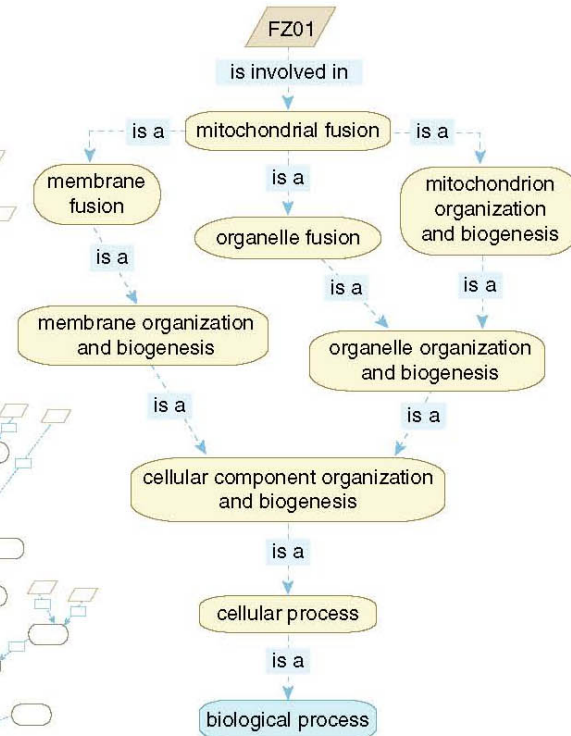 FZ01
is involved in
mitochondrial fusion
is a
is a
is a
membrane
fusion
organelle fusion
mitochondrion
organization
and biogenesis
is a
is a
is a
membrane organization
and biogenesis
organelle organization
and biogenesis
is a
is a
cellular component organization
and biogenesis
is a
cellular process
is a
biological process